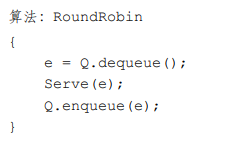 算法: RoundRobin
{
e = Q.dequeue();
Serve(e);
Q.enqueue(e);
}